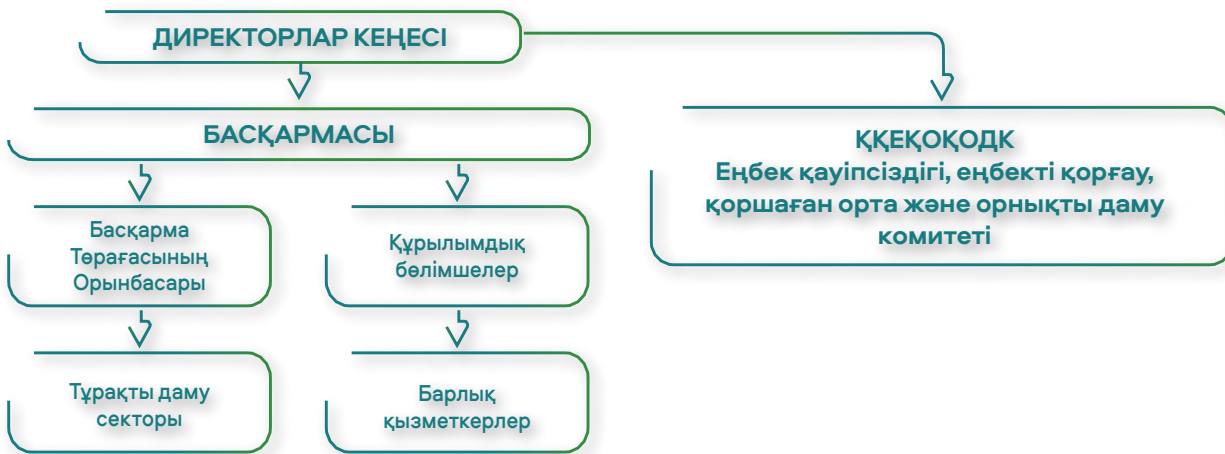 ДИРЕКТОРЛАР КЕҢЕСІ
БАСҚАРМАСЫ
ҚҚЕҚОҚОДК
Еңбек қауіпсіздігі, еңбекті қорғау,
қоршаған орта және орнықты даму
комитеті
Басқарма
Төрағасының
Орынбасары
Құрылымдық
бөлімшелер
Тұрақты даму
секторы
Барлық
қызметкерлер